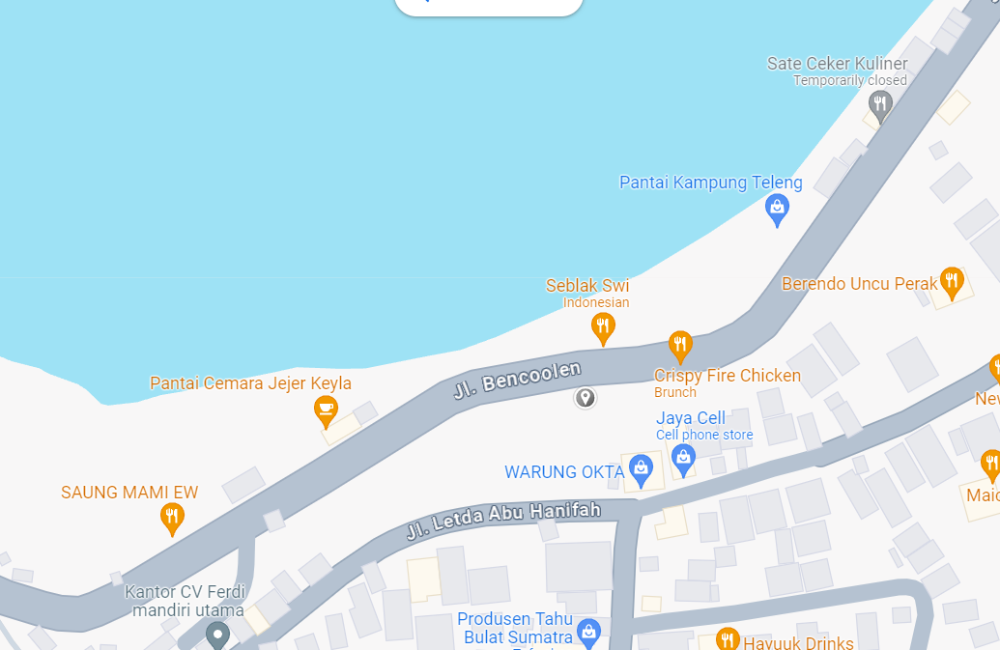 Sate Ceker Kuliner
Temporarily closed
Pantai Kampung Teleng
Berendo Uncu Perak
Seblak Swi
Indonesian
Jl. Bencoolen
Crispy Fire Chicken
Brunch
Pantai Cemara Jejer Keyla
Jaya Cell
Cell phone store
WARUNG OKTA
SAUNG MAMI EW
Jl. Letda Abu Hanifah
Kantor CV Ferdi
mandiri utama
Produsen Tahu
Bulat Sumatra
Havuuk Drinks